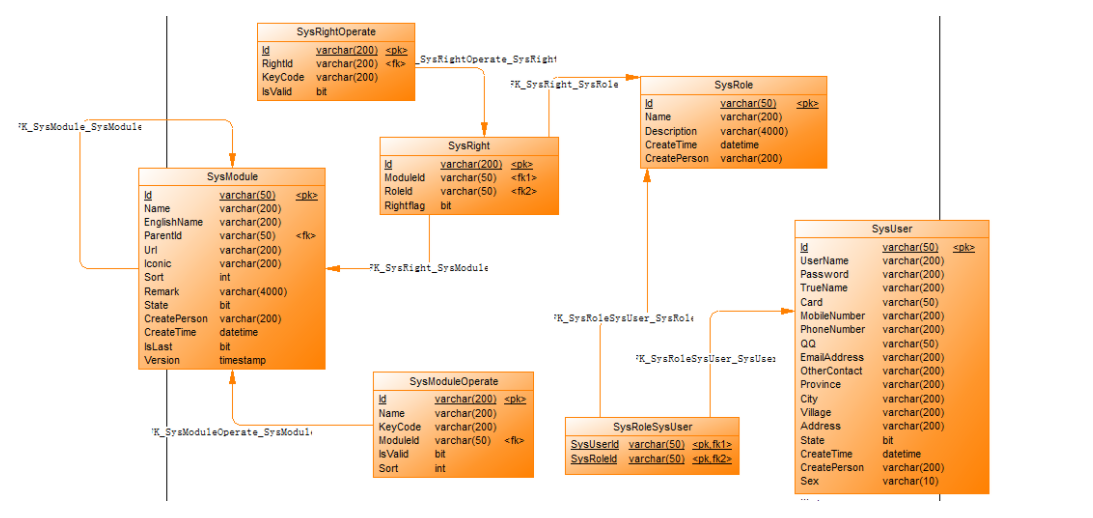 SysRightOperate
Id varchar(200) <pk>
RightId varchar(200) <fk>
KeyCode varchar(200)
IsValid bit
_SysRightOperate_SysRight
FK_SysRight_SysRole
SysRole
Id varchar(50) <pk>
Name varchar(200)
Description varchar(4000)
CreateTime datetime
CreatePerson varchar(200)
FK_SysModule_SysModule
SysRight
Id varchar(200) <pk>
ModuleId varchar(50) <fk1>
RoleId varchar(50) <fk2>
Rightflag bit
SysModule
Id varchar(50) <pk>
Name varchar(200)
EnglishName varchar(200)
ParentId varchar(50) <fk>
Url varchar(200)
Iconic varchar(200)
Sort int
Remark varchar(4000)
State bit
CreatePerson varchar(200)
CreateTime datetime
IsLast bit
Version timestamp
FK_SysRight_SysModule
SysUser
Id varchar(50) <pk>
UserName varchar(200)
Password varchar(200)
TrueName varchar(200)
Card varchar(50)
MobileNumber varchar(200)
PhoneNumber varchar(200)
QQ varchar(50)
EmailAddress varchar(200)
OtherContact varchar(200)
Province varchar(200)
City varchar(200)
Village varchar(200)
Address varchar(200)
State bit
CreateTime datetime
CreatePerson varchar(200)
Sex varchar(10)
...
FK_SysRoleSysUser_SysRole
FK_SysRoleSysUser_SysUser
SysModuleOperate
Id varchar(200) <pk>
Name varchar(200)
KeyCode varchar(200)
ModuleId varchar(50) <fk>
IsValid bit
Sort int
FK_SysModuleOperate_SysModule
SysRoleSysUser
SysUserId varchar(50) <pk,fk1>
SysRoleId varchar(50) <pk,fk2>